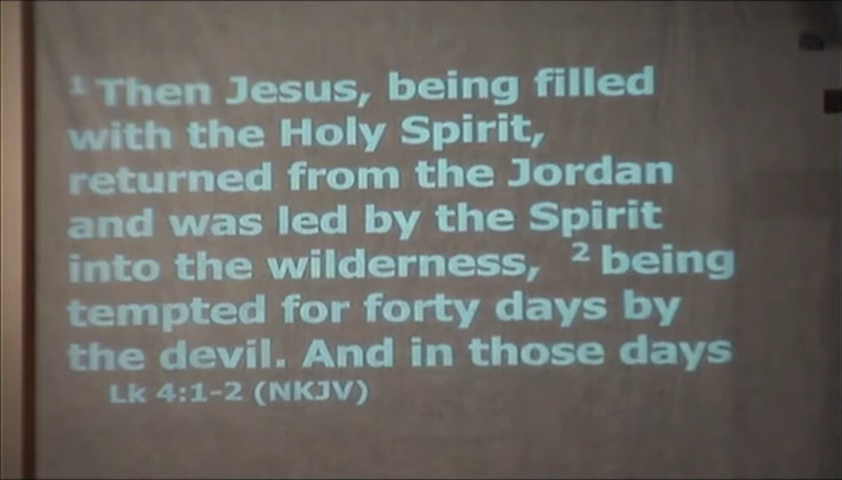 ¹ Then Jesus, being filled
with the Holy Spirit,
returned from the Jordan
and was led by the Spirit
into the wilderness, ² being
tempted for forty days by
the devil. And in those days
Lk 4:1-2 (NKJV)